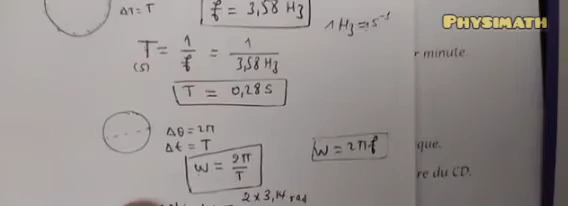 Δt = T
f = 3,58 Hz
1 Hz = s⁻¹
PHYSIMATH
T = 1/f = 1/3,58 Hz
(s)
r minute.
T = 0,28 s
Δθ = 2π
Δt = T
W = 2πf
que.
W = 2π/T
re du CD.
2 x 3,14 rad